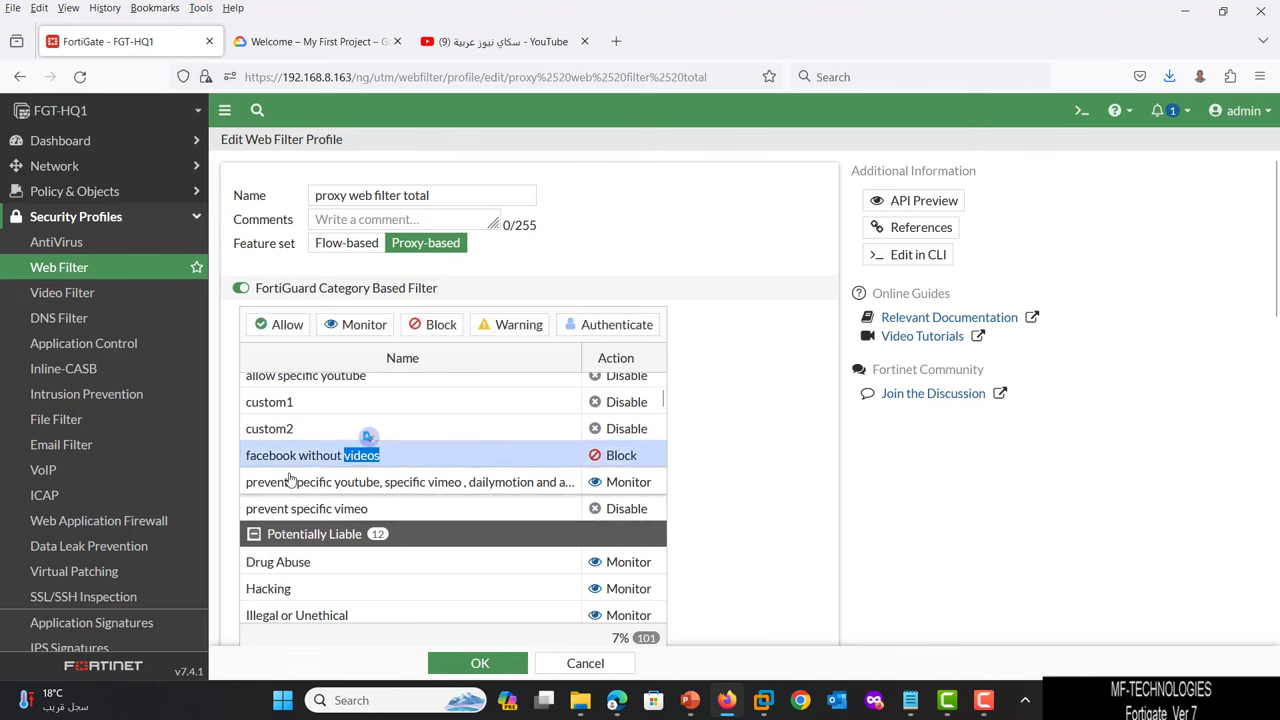 File Edit View History Bookmarks Tools Help
FortiGate - FGT-HQ1
Welcome – My First Project – G
(9) سكاي نيوز عربية - YouTube
https://192.168.8.163/ng/utm/webfilter/profile/edit/proxy%2520web%2520filter%2520total
Search
FGT-HQ1
1
admin
Dashboard
Network
Policy & Objects
Security Profiles
AntiVirus
Web Filter
Video Filter
DNS Filter
Application Control
Inline-CASB
Intrusion Prevention
File Filter
Email Filter
VoIP
ICAP
Web Application Firewall
Data Leak Prevention
Virtual Patching
SSL/SSH Inspection
Application Signatures
IPS Signatures
FORTINET v7.4.1
Edit Web Filter Profile
Name proxy web filter total
Comments Write a comment... 0/255
Feature set Flow-based Proxy-based
FortiGuard Category Based Filter
Allow Monitor Block Warning Authenticate
Name Action
allow specific youtube Disable
custom1 Disable
custom2 Disable
facebook without videos Block
prevent specific youtube, specific vimeo , dailymotion and a... Monitor
prevent specific vimeo Disable
Potentially Liable 12
Drug Abuse Monitor
Hacking Monitor
Illegal or Unethical Monitor
7% 101
OK Cancel
Additional Information
API Preview
References
Edit in CLI
Online Guides
Relevant Documentation
Video Tutorials
Fortinet Community
Join the Discussion
18°C
سجل قريب
Search
MF-TECHNOLOGIES
Fortigate Ver 7